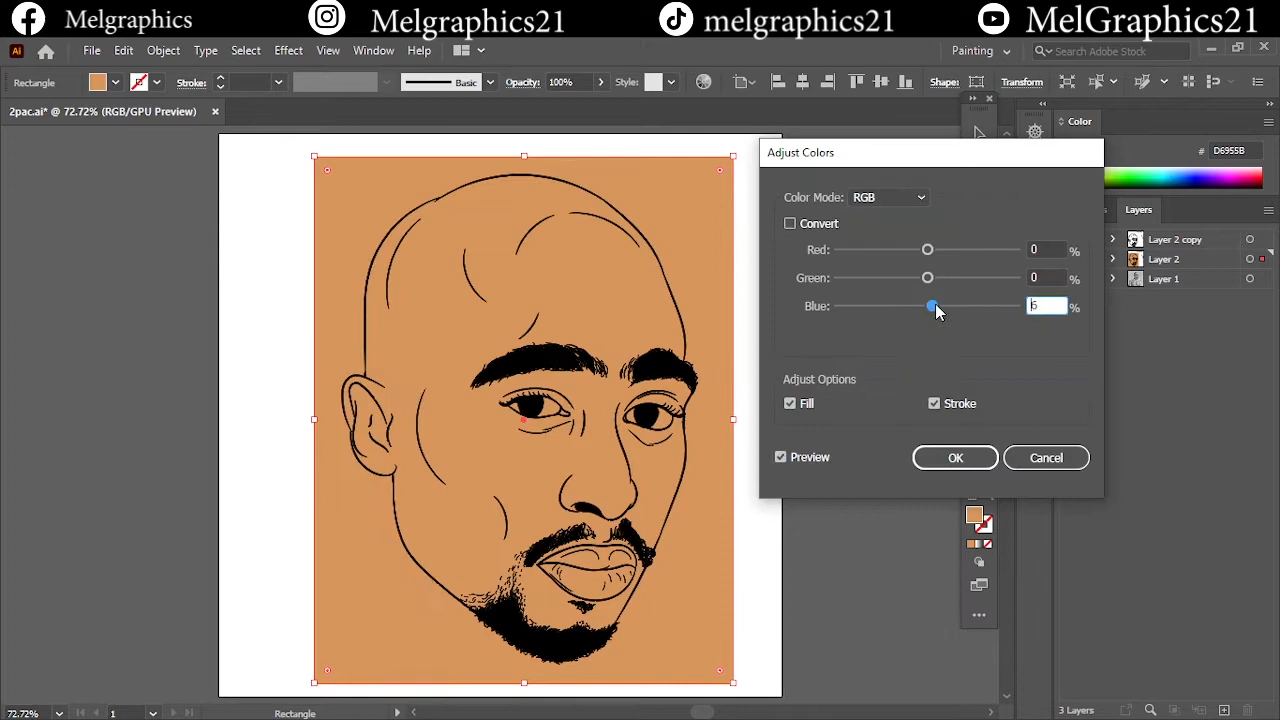 Melgraphics Melgraphics21 melgraphics21 MelGraphics21
Ai File Edit Object Type Select Effect View Window Help Painting Search Adobe Stock
Rectangle Stroke: Basic Opacity: 100% Style: Shape: Transform
2pac.ai* @ 72.72% (RGB/GPU Preview) ×
Color
# D6955B
Adjust Colors
Color Mode: RGB
Convert
Red: 0 %
Green: 0 %
Blue: 6 %
Adjust Options
Fill Stroke
Preview OK Cancel
Layers
Layer 2 copy
Layer 2
Layer 1
72.72% 1 Rectangle 3 Layers